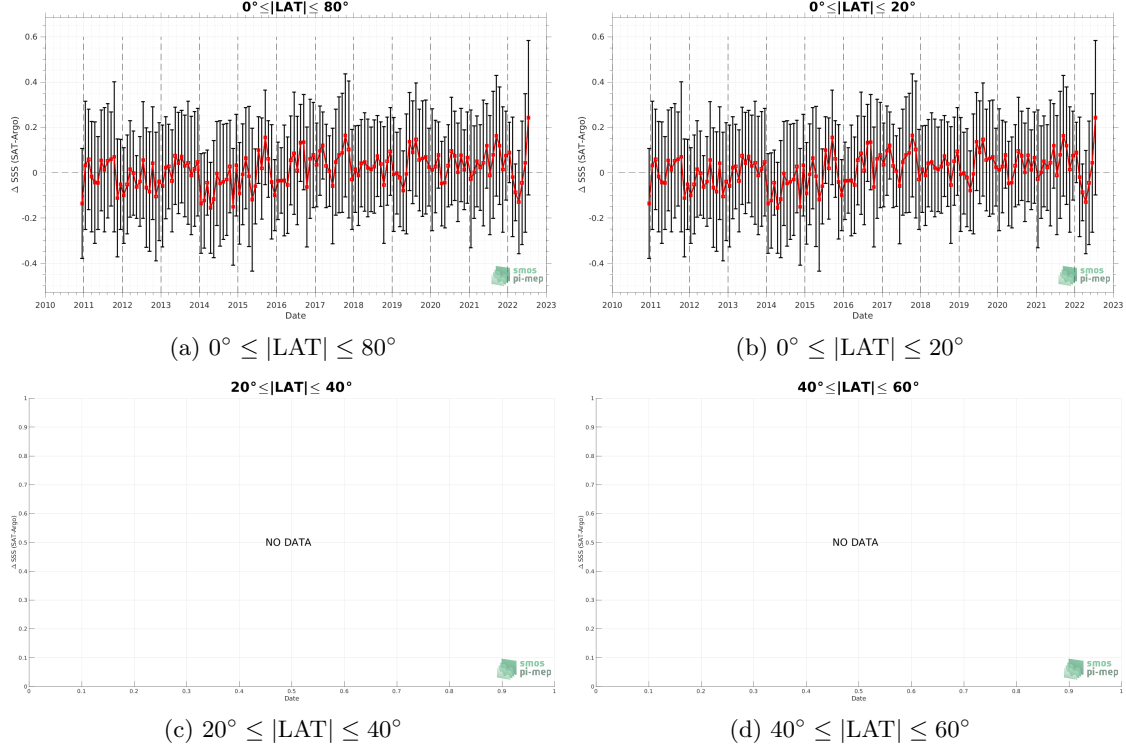 0°≤|LAT|≤ 80°
Δ SSS (SAT-Argo)
0.6
0.4
0.2
0
-0.2
-0.4
2010 2011 2012 2013 2014 2015 2016 2017 2018 2019 2020 2021 2022 2023
Date
smos
pi-mep
(a) 0° ≤ |LAT| ≤ 80°
0°≤|LAT|≤ 20°
Δ SSS (SAT-Argo)
0.6
0.4
0.2
0
-0.2
-0.4
2010 2011 2012 2013 2014 2015 2016 2017 2018 2019 2020 2021 2022 2023
Date
smos
pi-mep
(b) 0° ≤ |LAT| ≤ 20°
20°≤|LAT|≤ 40°
Δ SSS (SAT-Argo)
1
0.9
0.8
0.7
0.6
0.5
0.4
0.3
0.2
0.1
0
NO DATA
0 0.1 0.2 0.3 0.4 0.5 0.6 0.7 0.8 0.9 1
Date
smos
pi-mep
(c) 20° ≤ |LAT| ≤ 40°
40°≤|LAT|≤ 60°
Δ SSS (SAT-Argo)
1
0.9
0.8
0.7
0.6
0.5
0.4
0.3
0.2
0.1
0
NO DATA
0.1 0.2 0.3 0.4 0.5 0.6 0.7 0.8 0.9 1
Date
smos
pi-mep
(d) 40° ≤ |LAT| ≤ 60°